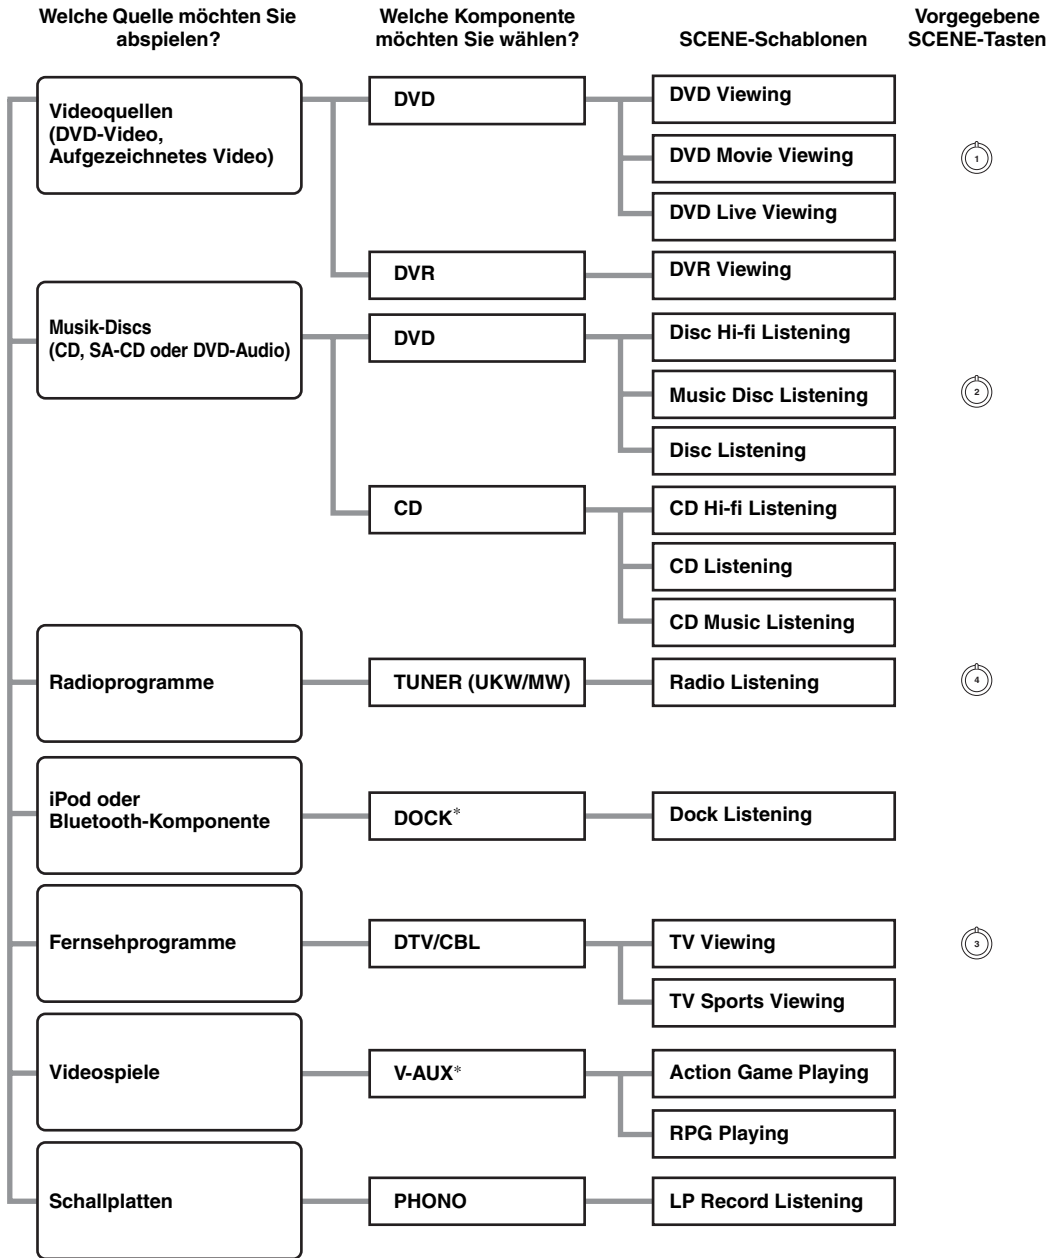 Welche Quelle möchten Sie
abspielen?
Welche Komponente
möchten Sie wählen?
SCENE-Schablonen
Vorgegebene
SCENE-Tasten
Videoquellen
(DVD-Video,
Aufgezeichnetes Video)
DVD
DVD Viewing
DVD Movie Viewing
1
DVD Live Viewing
DVR
DVR Viewing
Musik-Discs
(CD, SA-CD oder DVD-Audio)
DVD
Disc Hi-fi Listening
Music Disc Listening
2
Disc Listening
CD
CD Hi-fi Listening
CD Listening
CD Music Listening
Radioprogramme
TUNER (UKW/MW)
Radio Listening
4
iPod oder
Bluetooth-Komponente
DOCK*
Dock Listening
Fernsehprogramme
DTV/CBL
TV Viewing
3
TV Sports Viewing
Videospiele
V-AUX*
Action Game Playing
RPG Playing
Schallplatten
PHONO
LP Record Listening